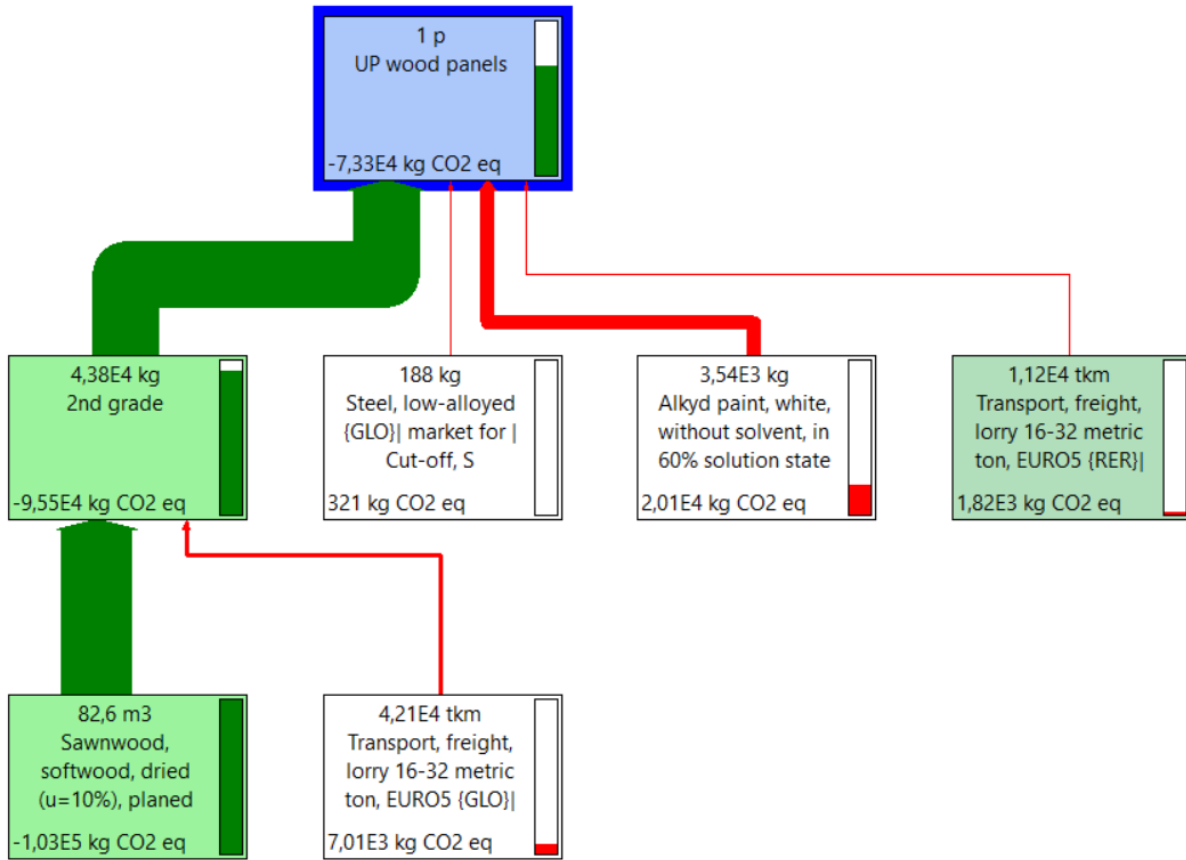 1 p
UP wood panels
-7,33E4 kg CO2 eq
4,38E4 kg
2nd grade
-9,55E4 kg CO2 eq
188 kg
Steel, low-alloyed
{GLO}| market for |
Cut-off, S
321 kg CO2 eq
3,54E3 kg
Alkyd paint, white,
without solvent, in
60% solution state
2,01E4 kg CO2 eq
1,12E4 tkm
Transport, freight,
lorry 16-32 metric
ton, EURO5 {RER}|
1,82E3 kg CO2 eq
82,6 m3
Sawnwood,
softwood, dried
(u=10%), planed
-1,03E5 kg CO2 eq
4,21E4 tkm
Transport, freight,
lorry 16-32 metric
ton, EURO5 {GLO}|
7,01E3 kg CO2 eq